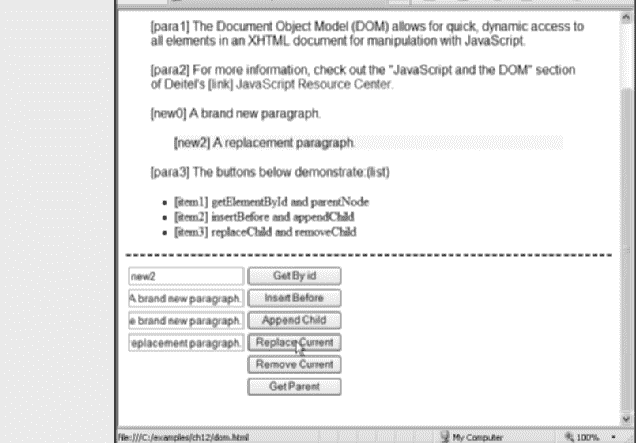 [para1] The Document Object Model (DOM) allows for quick, dynamic access to
all elements in an XHTML document for manipulation with JavaScript.
[para2] For more information, check out the "JavaScript and the DOM" section
of Deitel's [link] JavaScript Resource Center.
[new0] A brand new paragraph.
[new2] A replacement paragraph.
[para3] The buttons below demonstrate:(list)
• [item1] getElementById and parentNode
• [item2] insertBefore and appendChild
• [item3] replaceChild and removeChild
new2 Get By id
A brand new paragraph. Insert Before
e brand new paragraph. Append Child
eplacement paragraph. Replace Current
Remove Current
Get Parent
file:///C:/examples/ch12/dom.html My Computer 100%